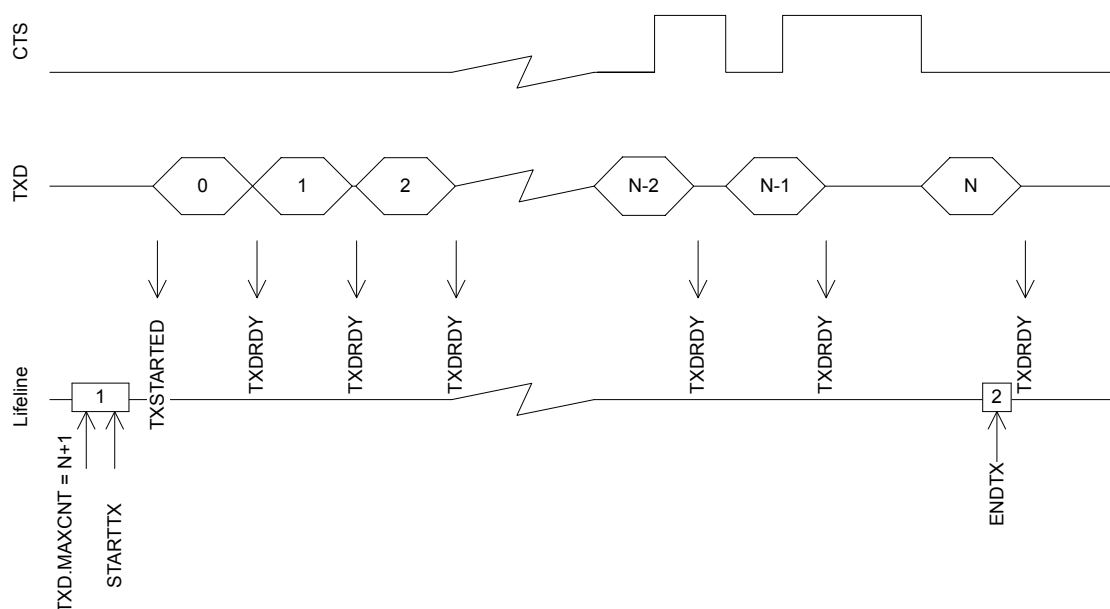 CTS
TXD
0
1
2
N-2
N-1
N
TXSTARTED
TXDRDY
TXDRDY
TXDRDY
TXDRDY
TXDRDY
TXDRDY
Lifeline
1
2
TXD.MAXCNT = N+1
STARTTX
ENDTX